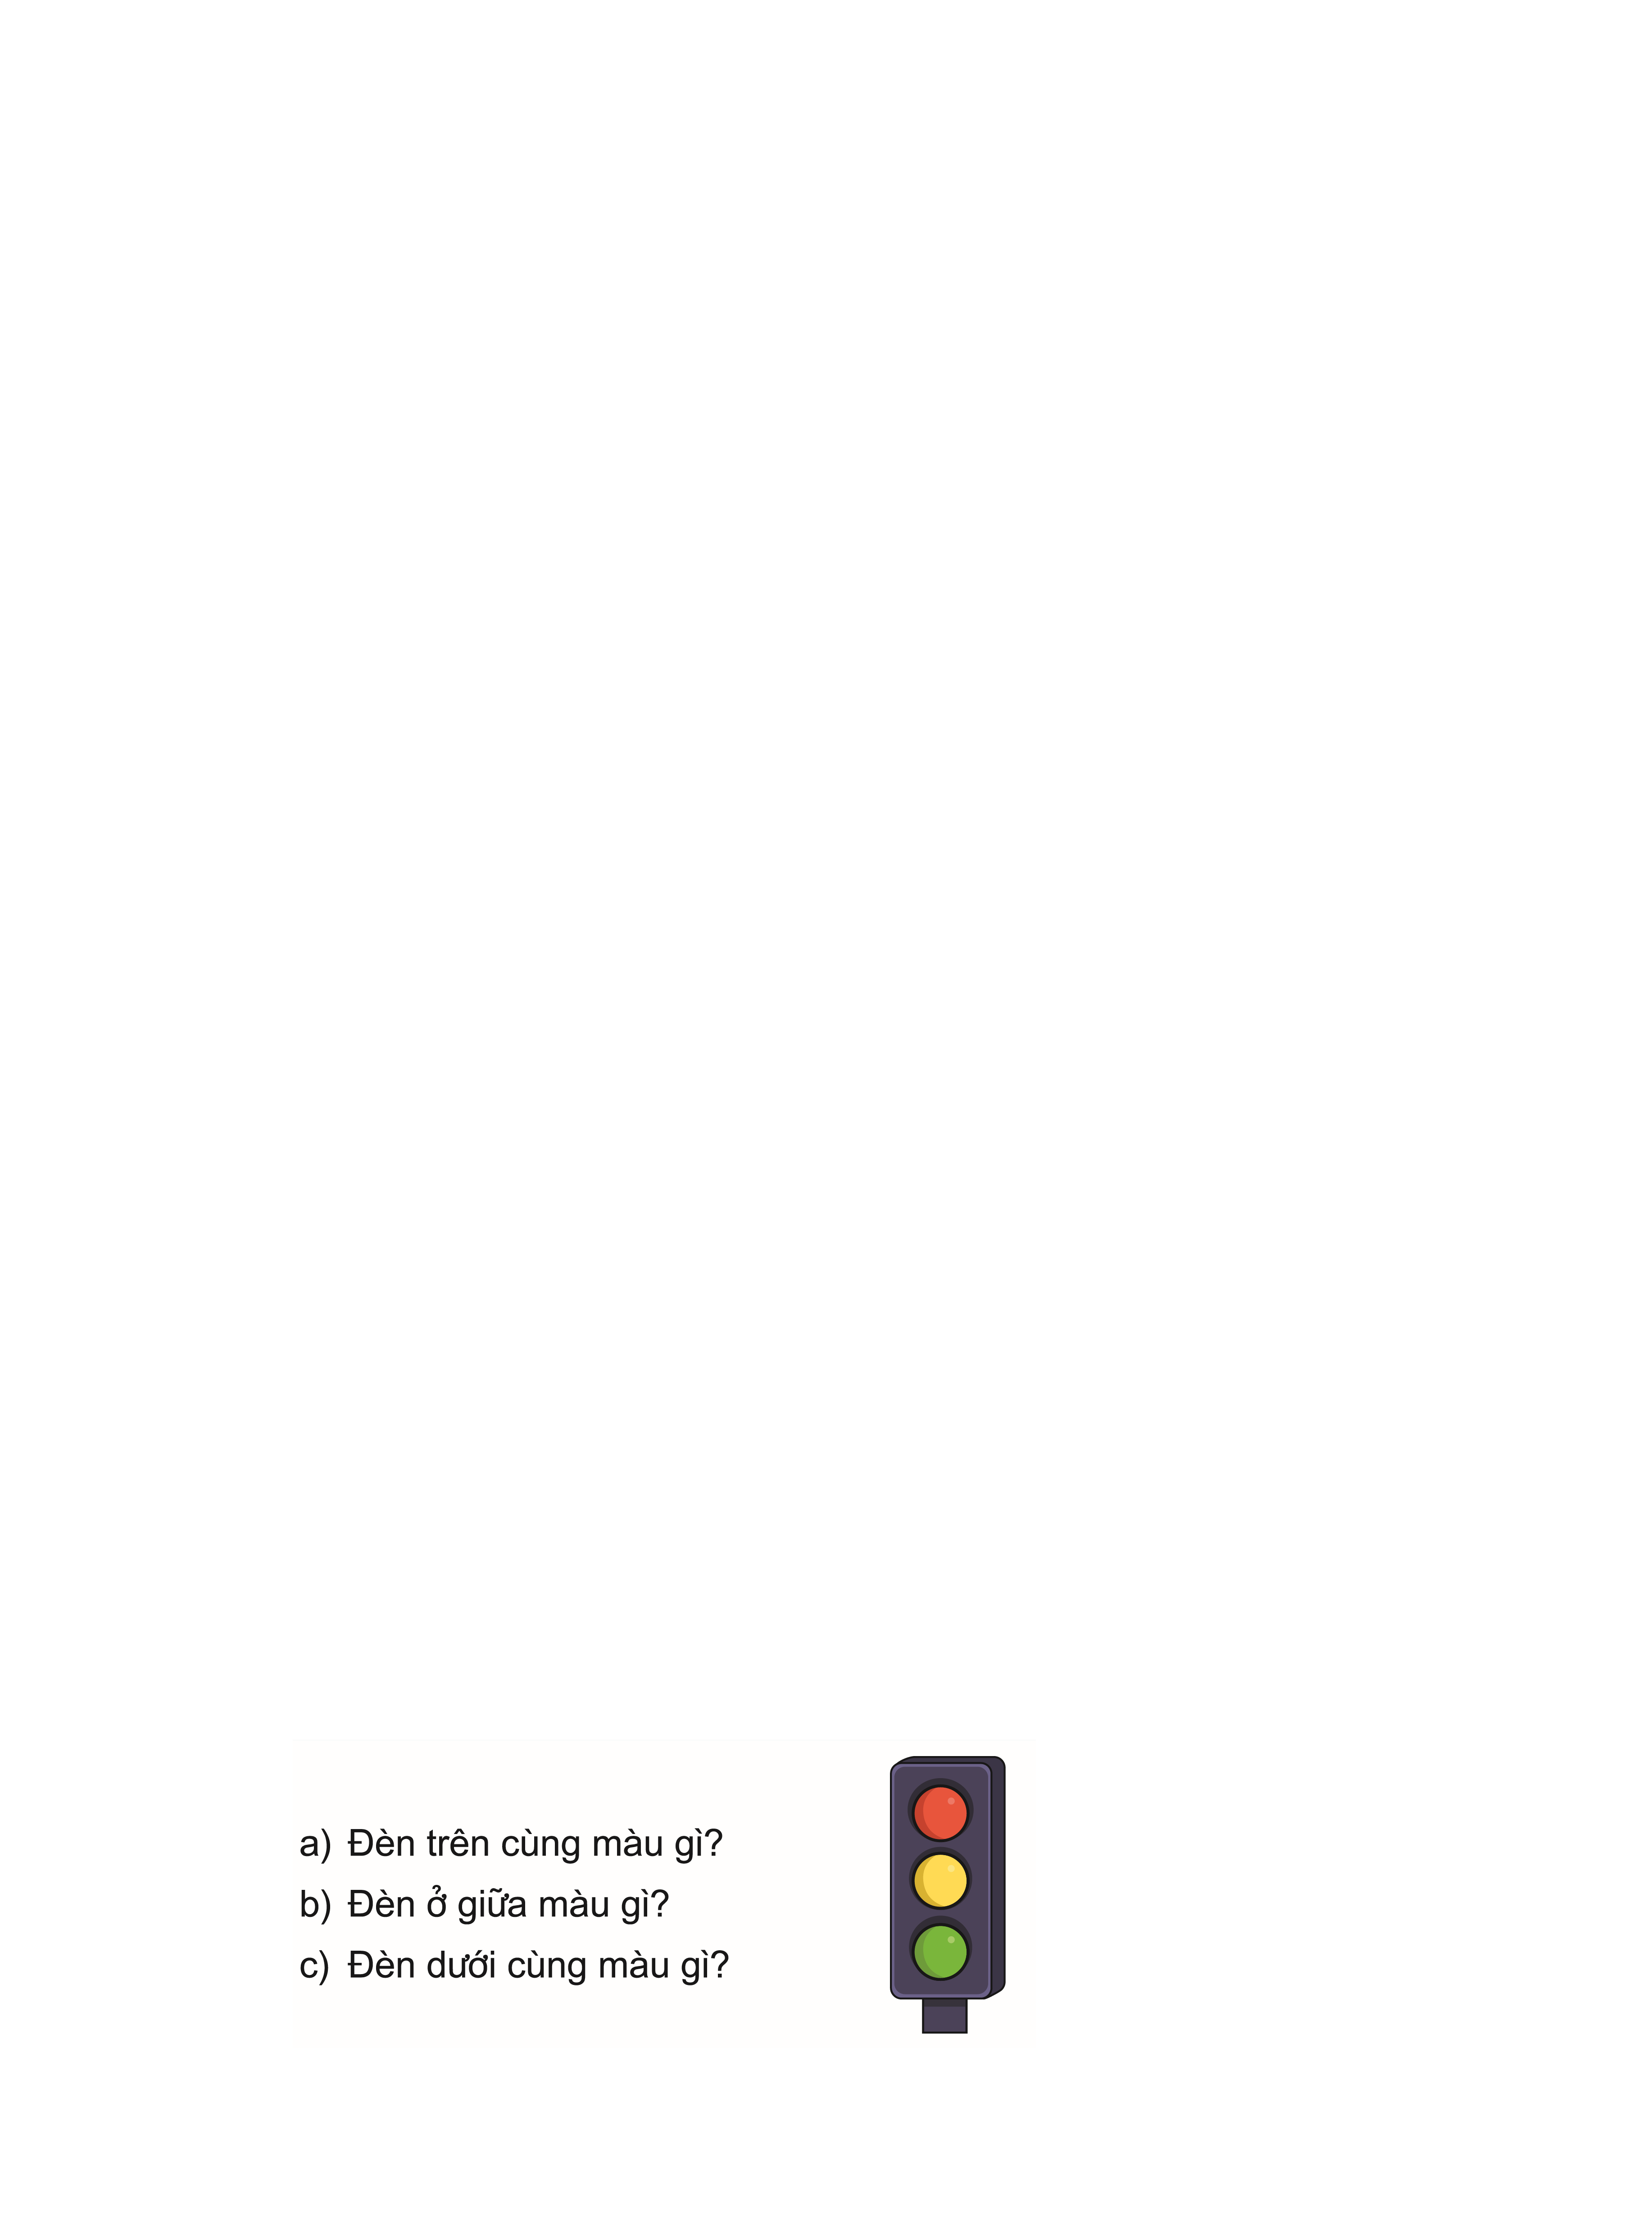 a) Đèn trên cùng màu gì?
b) Đèn ở giữa màu gì?
c) Đèn dưới cùng màu gì?